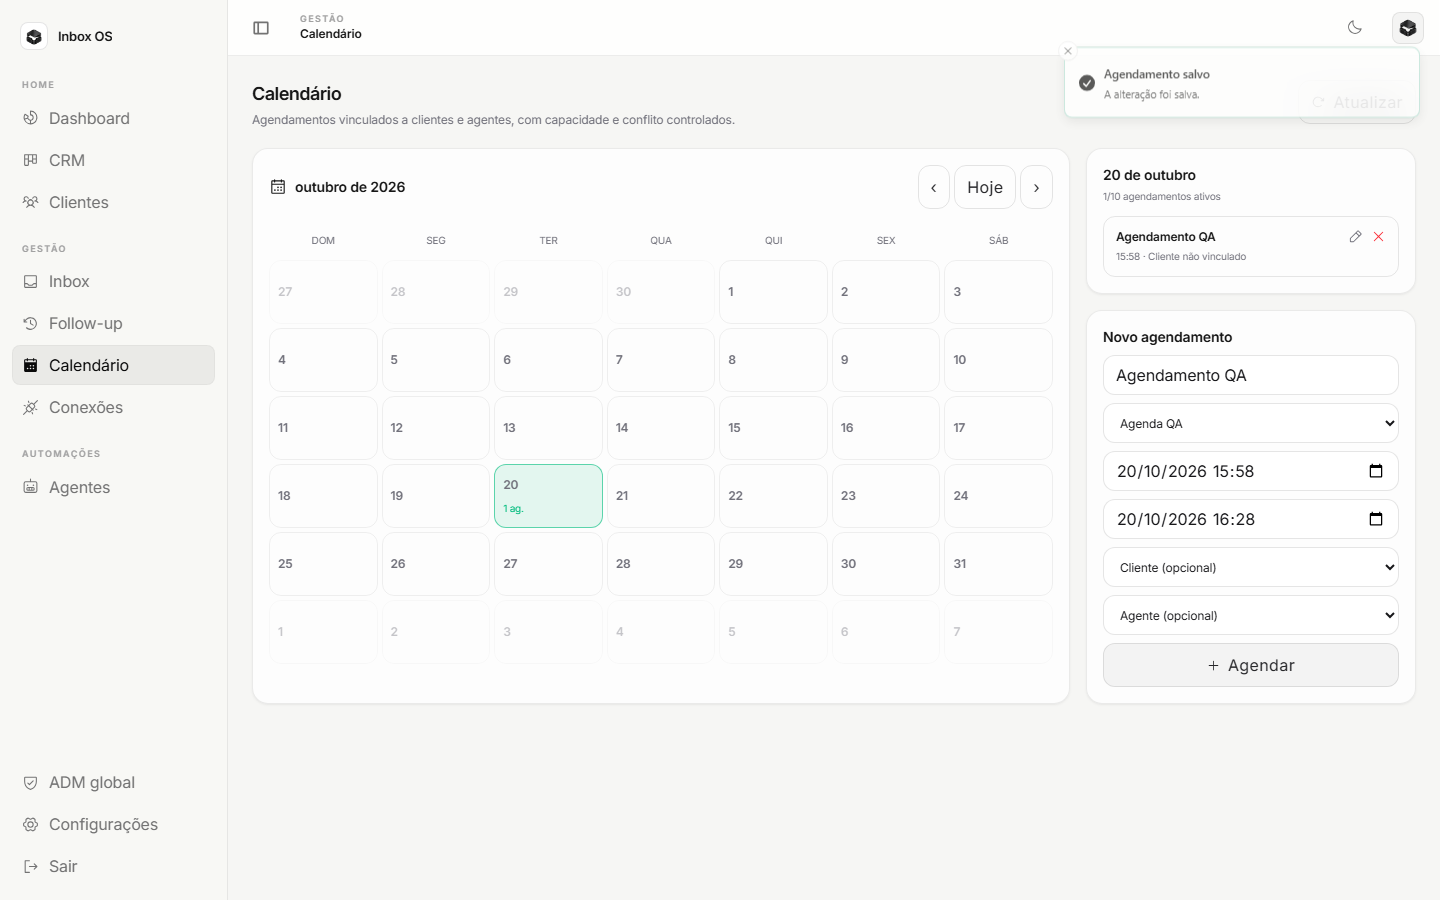 Inbox OS
HOME
Dashboard
CRM
Clientes
GESTÃO
Inbox
Follow-up
Calendário
Conexões
AUTOMAÇÕES
Agentes
ADM global
Configurações
Sair
GESTÃO
Calendário
Agendamento salvo
A alteração foi salva.
Atualizar
Calendário
Agendamentos vinculados a clientes e agentes, com capacidade e conflito controlados.
outubro de 2026
‹ Hoje ›
DOM SEG TER QUA QUI SEX SÁB
27 28 29 30 1 2 3
4 5 6 7 8 9 10
11 12 13 14 15 16 17
18 19 20 21 22 23 24
1 ag.
25 26 27 28 29 30 31
1 2 3 4 5 6 7
20 de outubro
1/10 agendamentos ativos
Agendamento QA
15:58 · Cliente não vinculado
Novo agendamento
Agendamento QA
Agenda QA
20/10/2026 15:58
20/10/2026 16:28
Cliente (opcional)
Agente (opcional)
+ Agendar